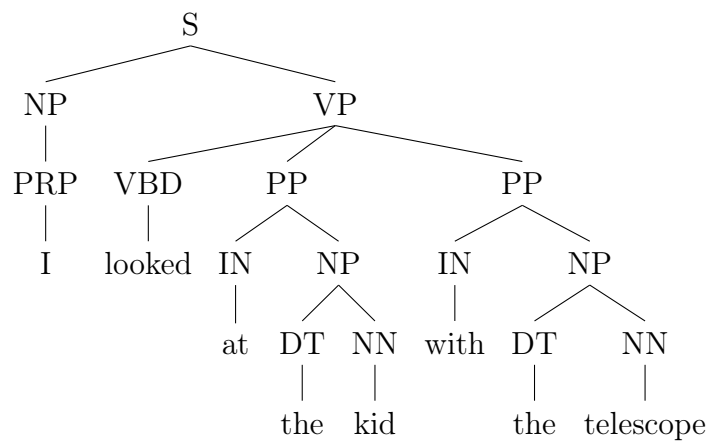 S
NP VP
PRP VBD PP PP
I looked IN NP IN NP
at DT NN with DT NN
the kid the telescope